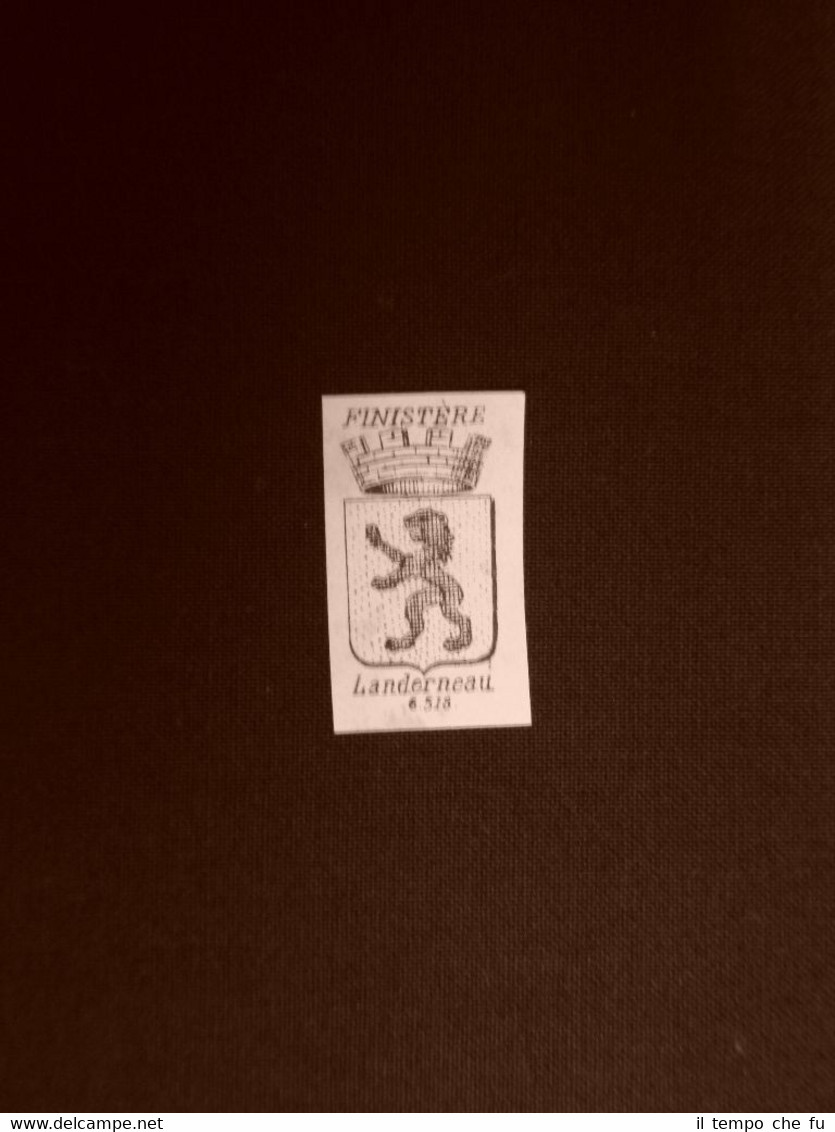 FINISTÈRE
Landerneau
6.518
www.delcampe.net
il tempo che fu